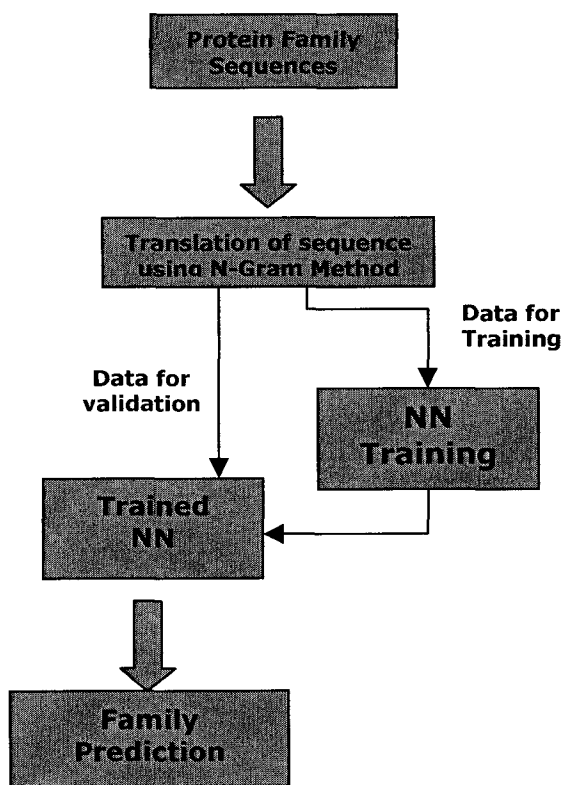 Protein Family
Sequences
Translation of sequence
using N-Gram Method
Data for
Training
Data for
validation
NN
Training
Trained
NN
Family
Prediction